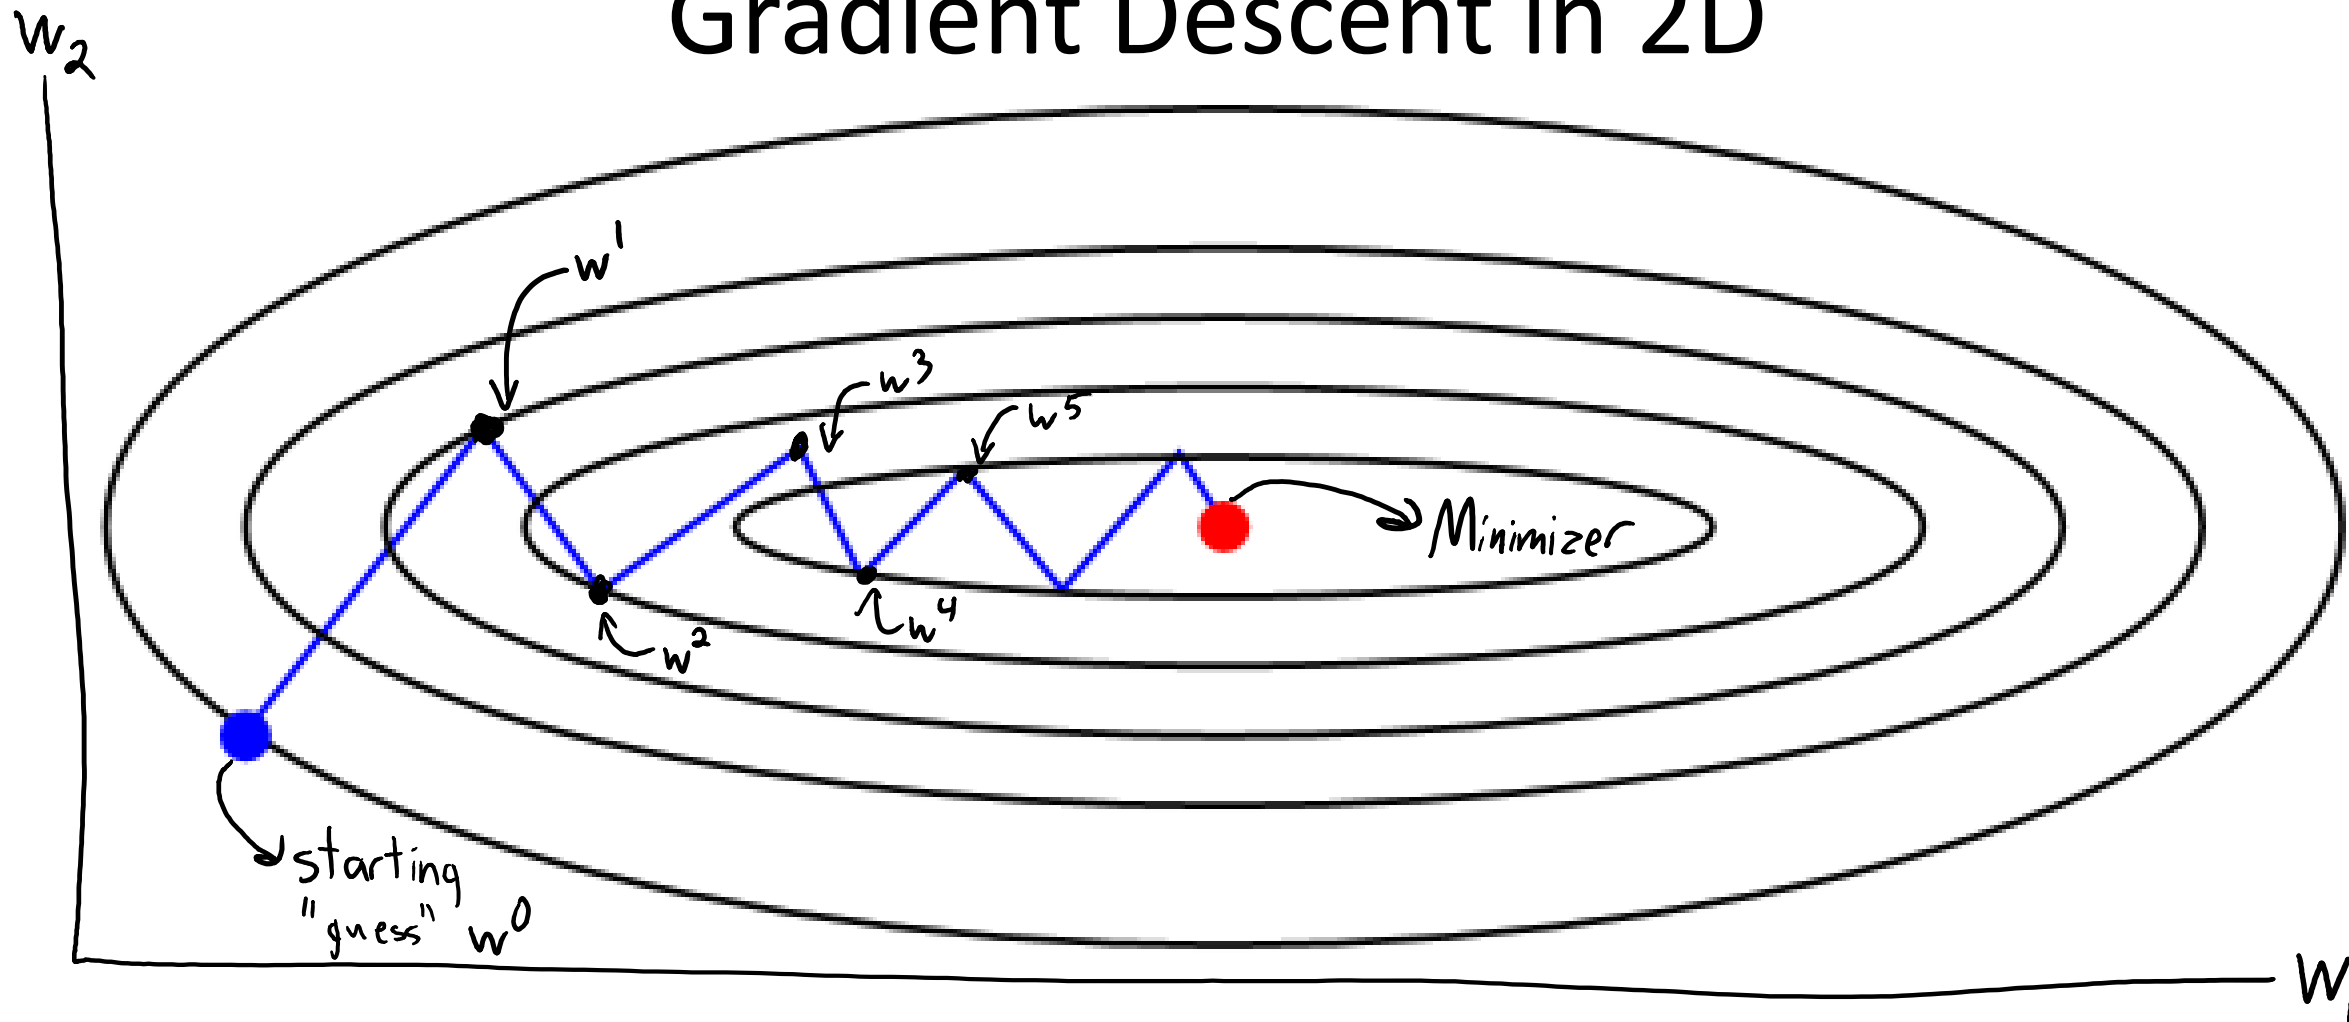 Gradient Descent in 2D
W₂
w¹
w³
w⁵
Minimizer
w⁴
w²
starting
"guess" w⁰
W₁